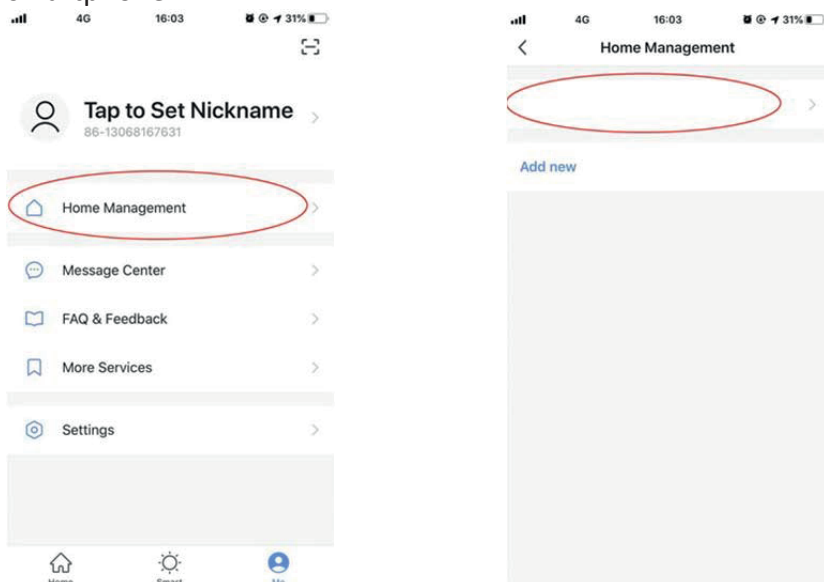 4G 16:03 31%
Tap to Set Nickname
86-13068167631
Home Management
Message Center
FAQ & Feedback
More Services
Settings
Home Smart Me
4G 16:03 31%
Home Management
Add new